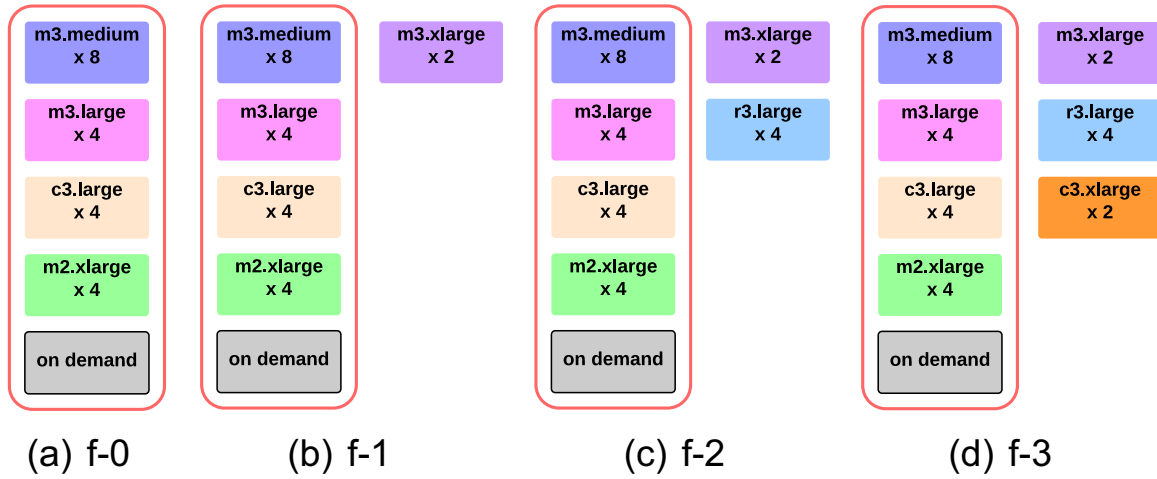 m3.medium
x 8
m3.large
x 4
c3.large
x 4
m2.xlarge
x 4
on demand
(a) f-0
m3.medium
x 8
m3.large
x 4
c3.large
x 4
m2.xlarge
x 4
on demand
m3.xlarge
x 2
(b) f-1
m3.medium
x 8
m3.large
x 4
c3.large
x 4
m2.xlarge
x 4
on demand
m3.xlarge
x 2
r3.large
x 4
(c) f-2
m3.medium
x 8
m3.large
x 4
c3.large
x 4
m2.xlarge
x 4
on demand
m3.xlarge
x 2
r3.large
x 4
c3.xlarge
x 2
(d) f-3